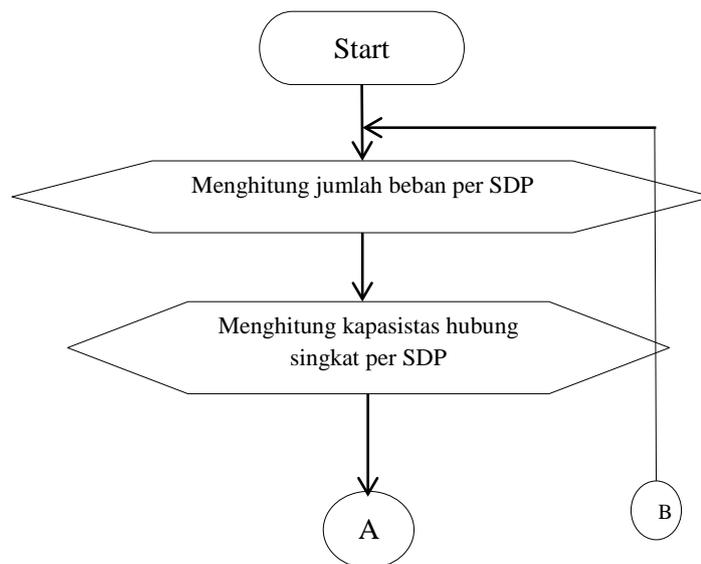 Start
Menghitung jumlah beban per SDP
Menghitung kapasistas hubung
singkat per SDP
A
B